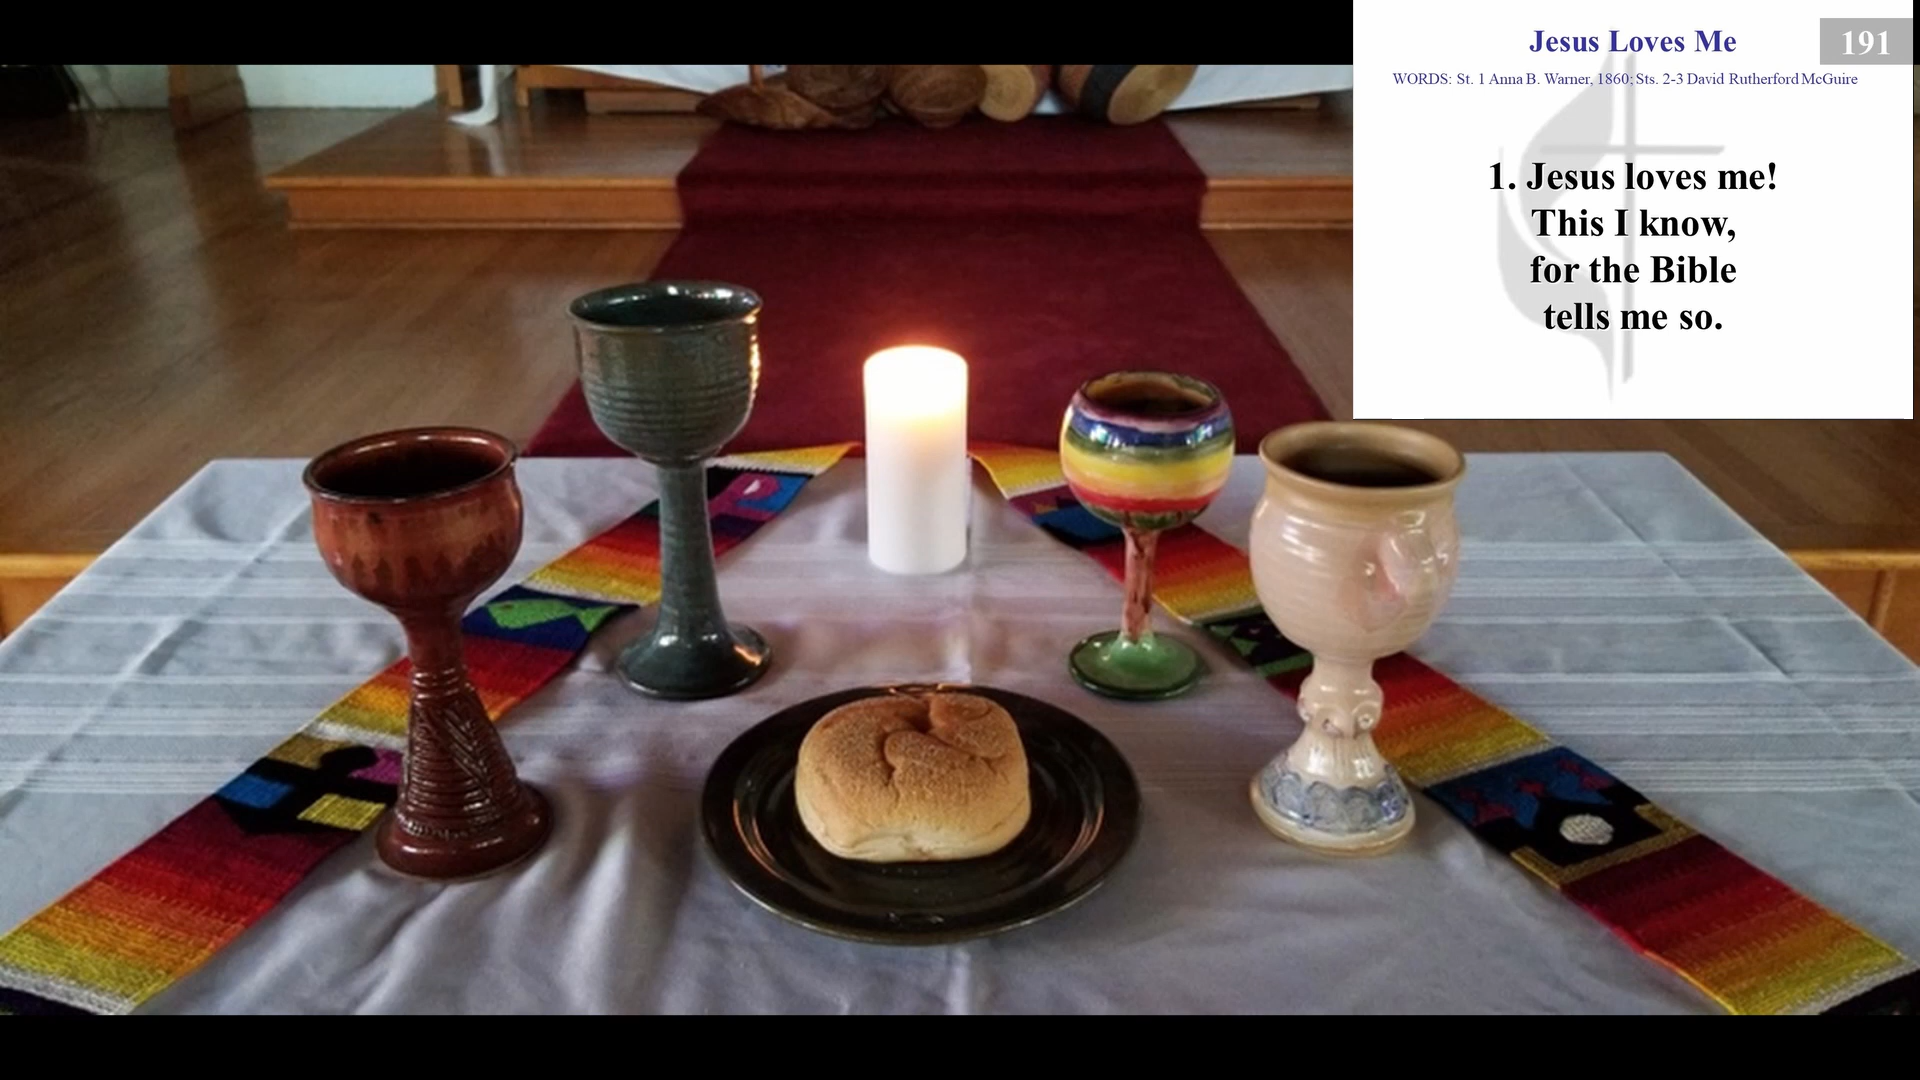 Jesus Loves Me
191
WORDS: St. 1 Anna B. Warner, 1860; Sts. 2-3 David Rutherford McGuire
1. Jesus loves me!
This I know,
for the Bible
tells me so.